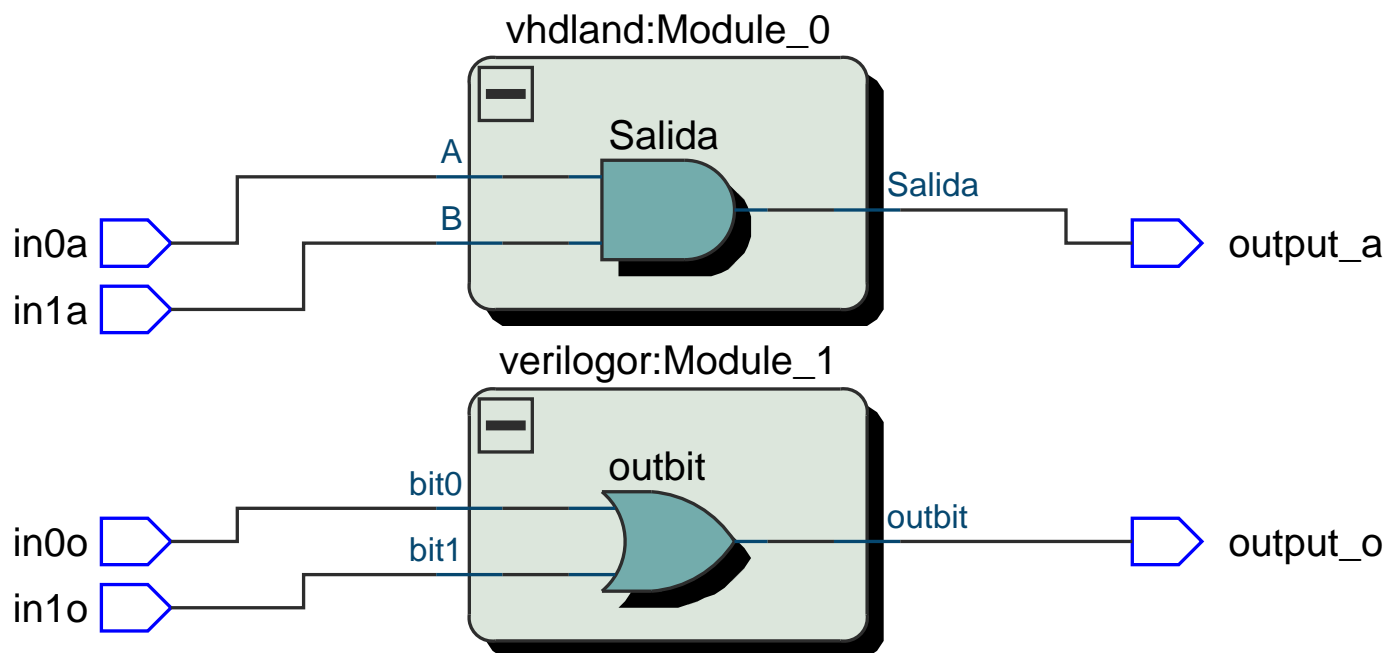 vhdland:Module_0
Salida
A
Salida
B
in0a
output_a
in1a
verilogor:Module_1
outbit
bit0
outbit
bit1
in0o
output_o
in1o